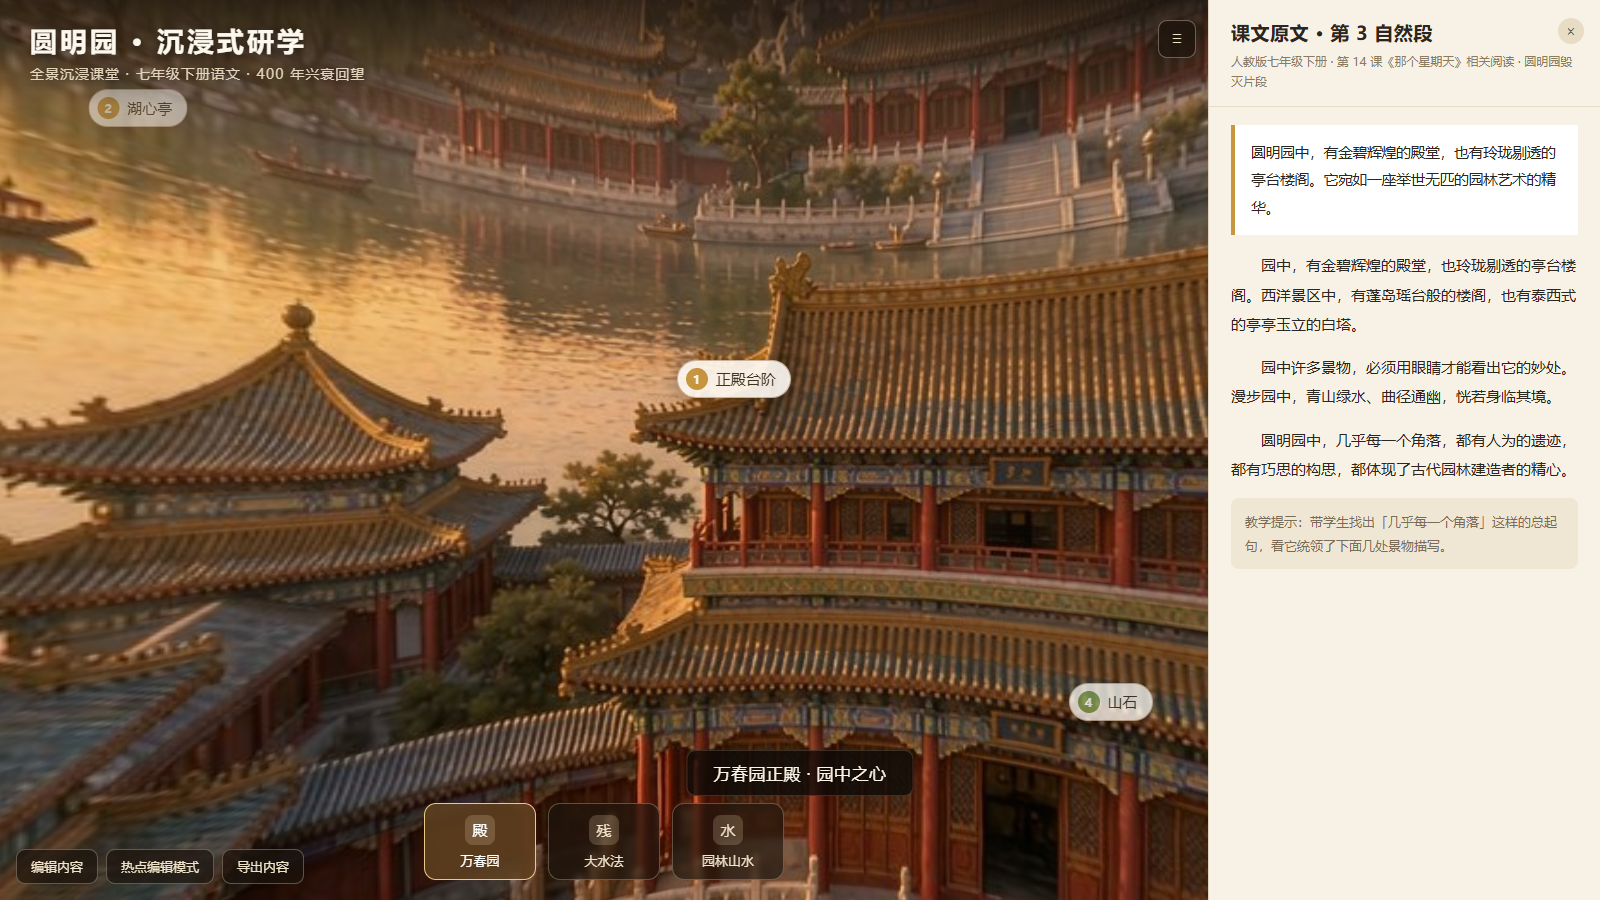 圆明园 · 沉浸式研学
全景沉浸课堂 · 七年级下册语文 · 400 年兴衰回望
☰
2 湖心亭
1 正殿台阶
4 山石
万春园正殿 · 园中之心
殿
万春园
残
大水法
水
园林山水
编辑内容
热点编辑模式
导出内容
课文原文 · 第 3 自然段
×
人教版七年级下册 · 第 14 课《那个星期天》相关阅读 · 圆明园毁
灭片段
圆明园中，有金碧辉煌的殿堂，也有玲珑剔透的
亭台楼阁。它宛如一座举世无匹的园林艺术的精
华。
园中，有金碧辉煌的殿堂，也玲珑剔透的亭台楼
阁。西洋景区中，有蓬岛瑶台般的楼阁，也有泰西式
的亭亭玉立的白塔。
园中许多景物，必须用眼睛才能看出它的妙处。
漫步园中，青山绿水、曲径通幽，恍若身临其境。
圆明园中，几乎每一个角落，都有人为的遗迹，
都有巧思的构思，都体现了古代园林建造者的精心。
教学提示：带学生找出「几乎每一个角落」这样的总起
句，看它统领了下面几处景物描写。